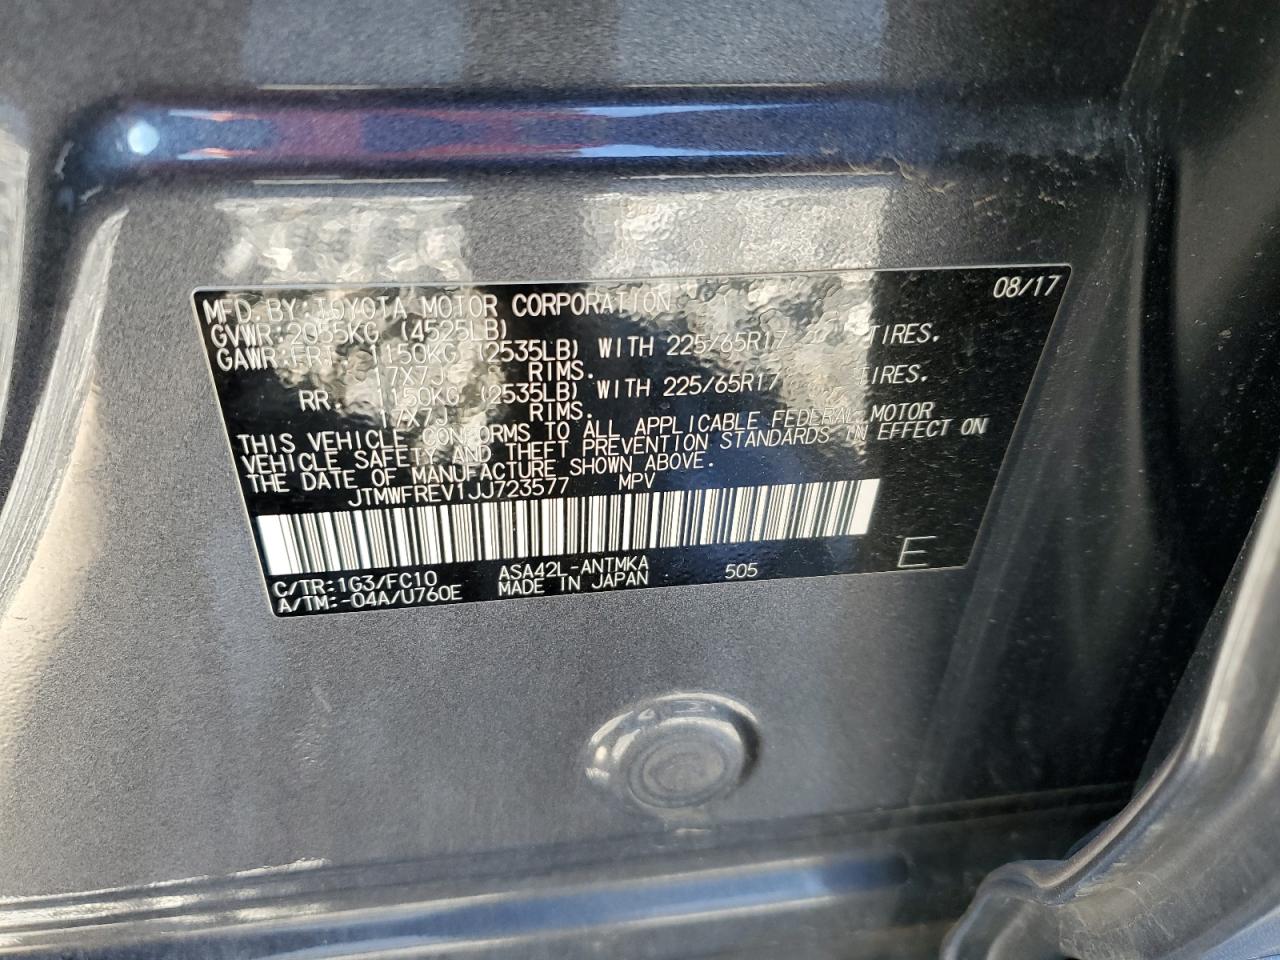 08/17
MFD. BY: TOYOTA MOTOR CORPORATION
GVWR: 2055KG (4525LB)
GAWR: FRT 1150KG (2535LB) WITH 225/65R17 TIRES.
17X7J RIMS.
RR. 1150KG (2535LB) WITH 225/65R17 TIRES.
17X7J RIMS.
THIS VEHICLE CONFORMS TO ALL APPLICABLE FEDERAL MOTOR
VEHICLE SAFETY AND THEFT PREVENTION STANDARDS IN EFFECT ON
THE DATE OF MANUFACTURE SHOWN ABOVE.
JTMWFREV1JJ723577 MPV
C/TR: 1G3/FC10 ASA42L-ANTMKA 505 E
A/TM: -04A/U760E MADE IN JAPAN